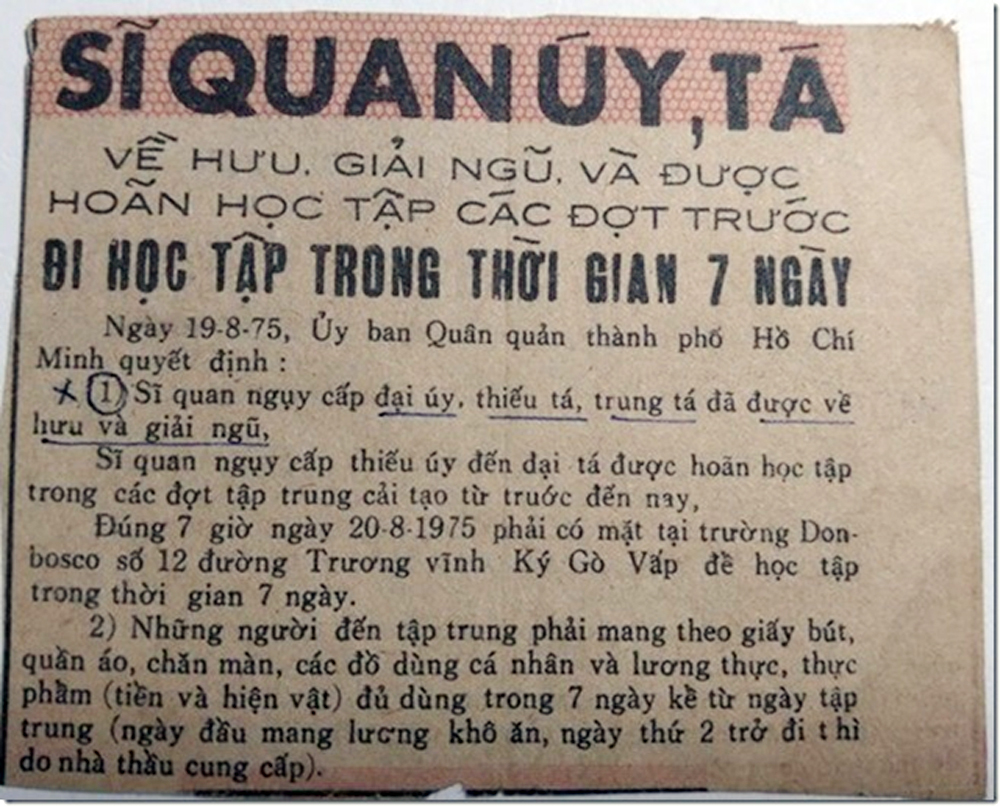 SĨ QUAN ÚY, TÁ
VỀ HƯU. GIẢI NGŨ, VÀ ĐƯỢC
HOÃN HỌC TẬP CÁC ĐỢT TRƯỚC
ĐI HỌC TẬP TRONG THỜI GIAN 7 NGÀY
Ngày 19-8-75, Ủy ban Quân quản thành phố Hồ Chí
Minh quyết định :
1) Sĩ quan ngụy cấp đại úy, thiếu tá, trung tá đã được về
hưu và giải ngũ,
Sĩ quan ngụy cấp thiếu úy đến đại tá được hoãn học tập
trong các đợt tập trung cải tạo từ trước đến nay,
Đúng 7 giờ ngày 20-8-1975 phải có mặt tại trường Don-
bosco số 12 đường Trương vĩnh Ký Gò Vấp để học tập
trong thời gian 7 ngày.
2) Những người đến tập trung phải mang theo giấy bút,
quần áo, chăn màn, các đồ dùng cá nhân và lương thực, thực
phẩm (tiền và hiện vật) đủ dùng trong 7 ngày kể từ ngày tập
trung (ngày đầu mang lương khô ăn, ngày thứ 2 trở đi thì
do nhà thầu cung cấp).